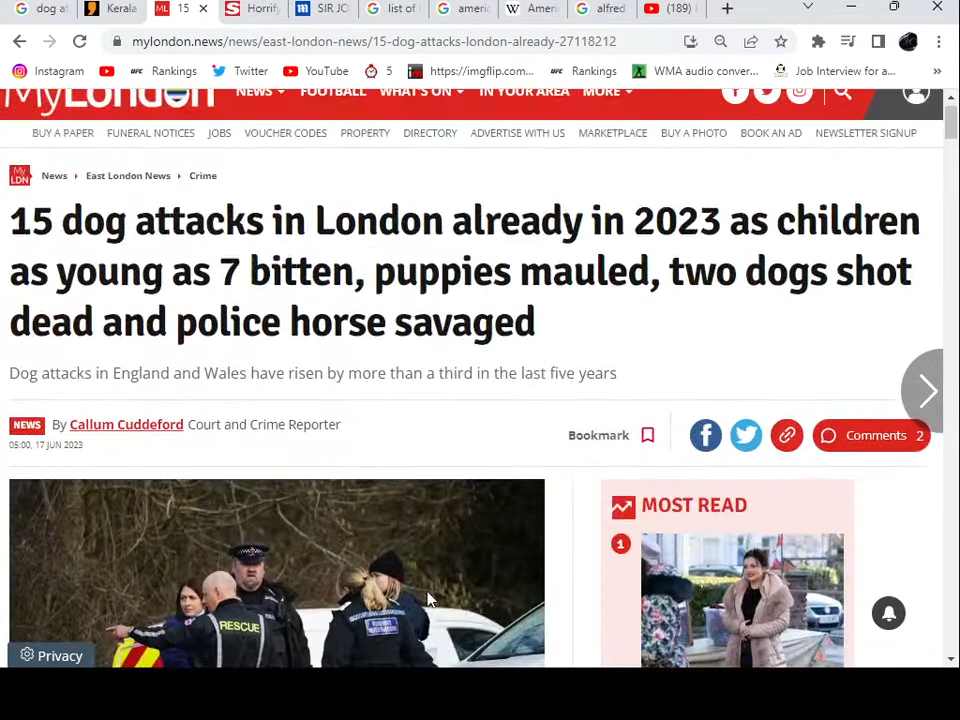 dog at
Kerala
15
Horrify
SIR JO
list of
americ
Ameri
alfred
(189)
mylondon.news/news/east-london-news/15-dog-attacks-london-already-27118212
Instagram
UFC Rankings
Twitter
YouTube
5
https://imgflip.com...
UFC Rankings
WMA audio conver...
Job Interview for a...
»
MyLondon
NEWS FOOTBALL WHAT'S ON IN YOUR AREA MORE
BUY A PAPER FUNERAL NOTICES JOBS VOUCHER CODES PROPERTY DIRECTORY ADVERTISE WITH US MARKETPLACE BUY A PHOTO BOOK AN AD NEWSLETTER SIGNUP
My LDN News East London News Crime
15 dog attacks in London already in 2023 as children
as young as 7 bitten, puppies mauled, two dogs shot
dead and police horse savaged
Dog attacks in England and Wales have risen by more than a third in the last five years
NEWS By Callum Cuddeford Court and Crime Reporter
05:00, 17 JUN 2023
Bookmark
Comments 2
MOST READ
1
RESCUE
Privacy